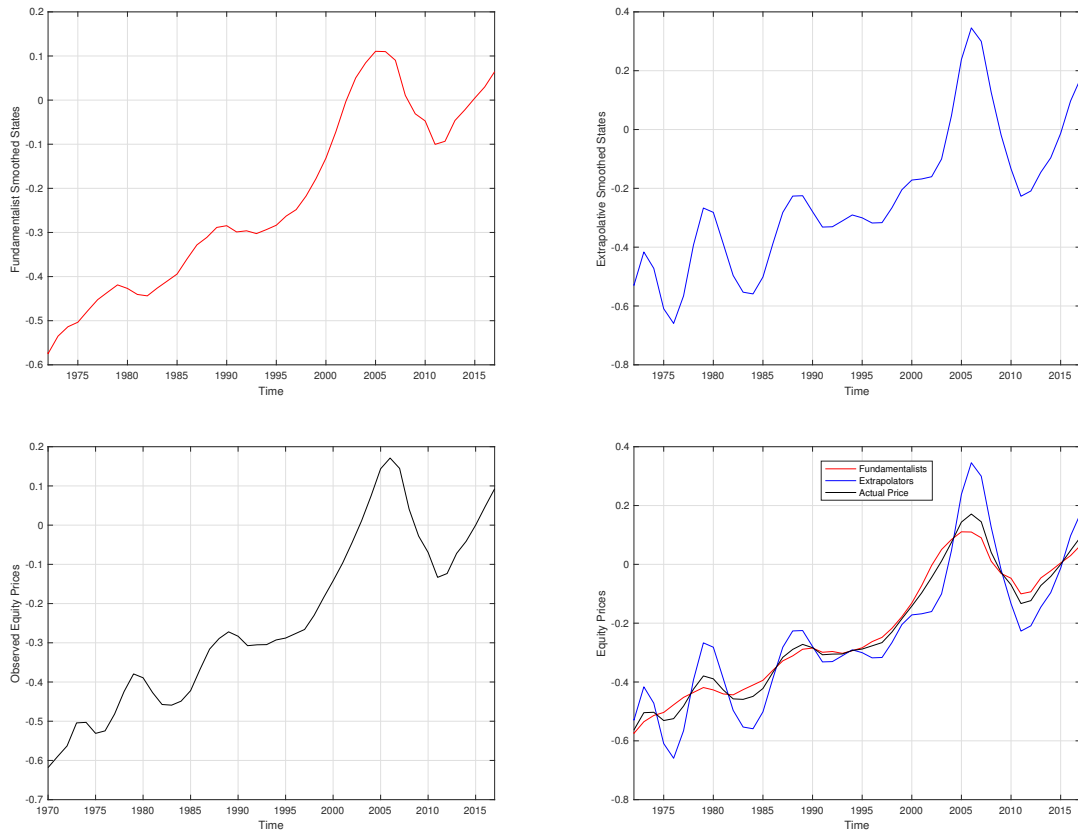 Fundamentalist Smoothed States
0.2
0.1
0
-0.1
-0.2
-0.3
-0.4
-0.5
-0.6
1975 1980 1985 1990 1995 2000 2005 2010 2015
Time
Extrapolative Smoothed States
0.4
0.2
0
-0.2
-0.4
-0.6
-0.8
1975 1980 1985 1990 1995 2000 2005 2010 2015
Time
Observed Equity Prices
0.2
0.1
0
-0.1
-0.2
-0.3
-0.4
-0.5
-0.6
-0.7
1970 1975 1980 1985 1990 1995 2000 2005 2010 2015
Time
Equity Prices
0.4
0.2
0
-0.2
-0.4
-0.6
-0.8
Fundamentalists
Extrapolators
Actual Price
1975 1980 1985 1990 1995 2000 2005 2010 2015
Time